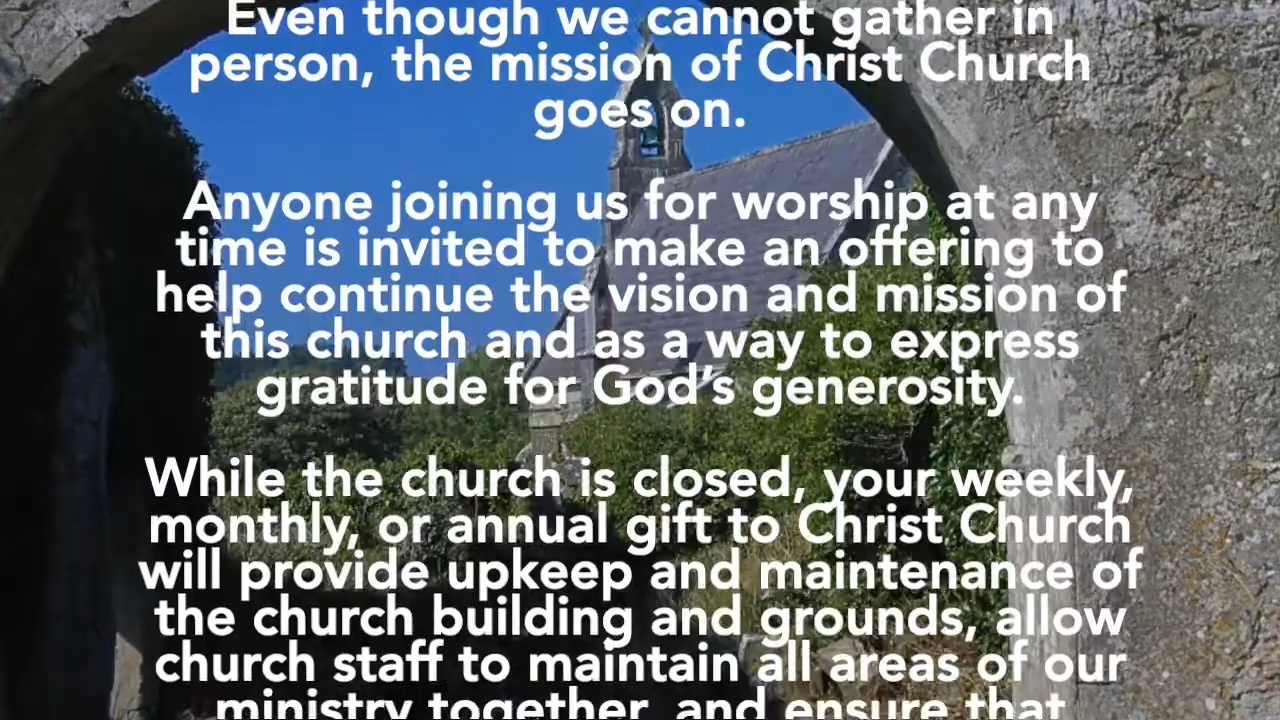 Even though we cannot gather in
person, the mission of Christ Church
goes on.
Anyone joining us for worship at any
time is invited to make an offering to
help continue the vision and mission of
this church and as a way to express
gratitude for God’s generosity.
While the church is closed, your weekly,
monthly, or annual gift to Christ Church
will provide upkeep and maintenance of
the church building and grounds, allow
church staff to maintain all areas of our
ministry together, and ensure that